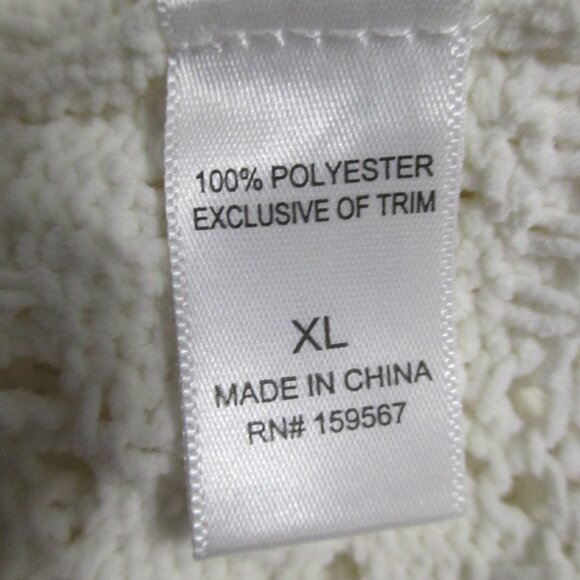 100% POLYESTER
EXCLUSIVE OF TRIM
XL
MADE IN CHINA
RN# 159567